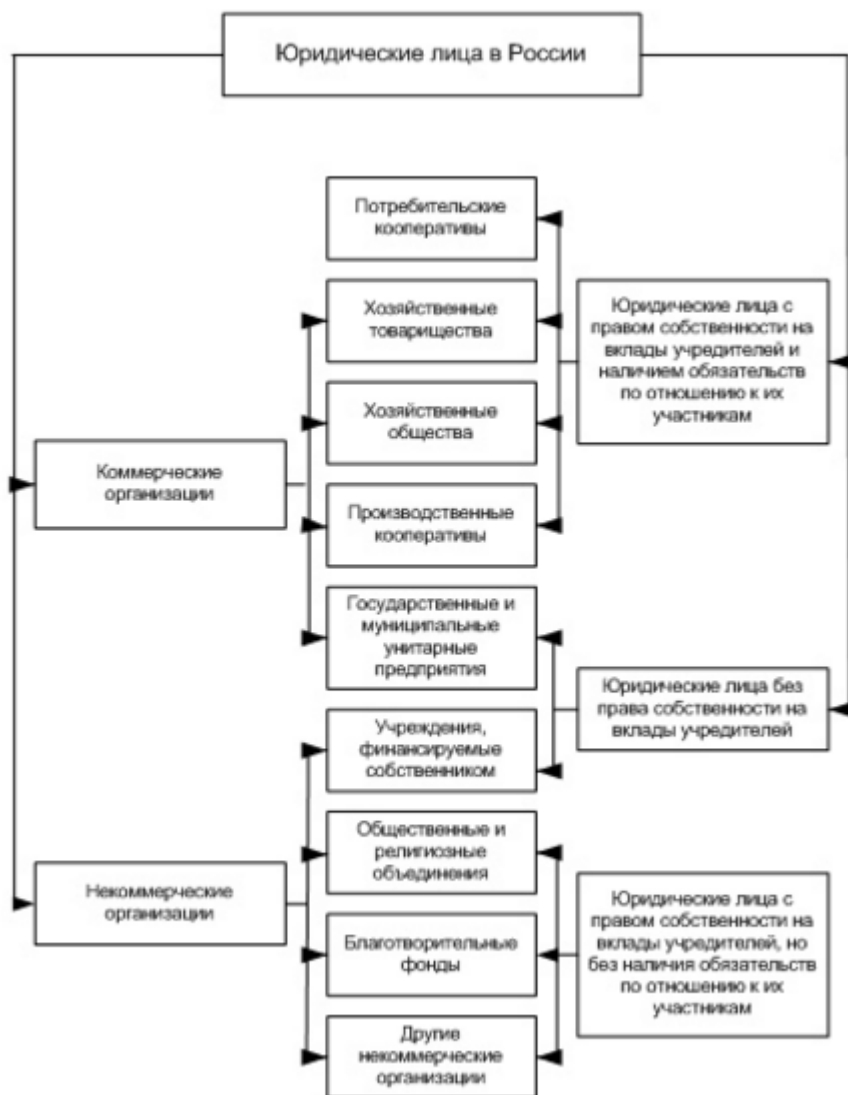 Юридические лица в России
Потребительские
кооперативы
Хозяйственные
товарищества
Юридические лица с
правом собственности на
вклады учредителей и
наличием обязательств
по отношению к их
участникам
Хозяйственные
общества
Коммерческие
организации
Производственные
кооперативы
Государственные и
муниципальные
унитарные
предприятия
Юридические лица без
права собственности на
вклады учредителей
Учреждения,
финансируемые
собственником
Общественные и
религиозные
объединения
Некоммерческие
организации
Юридические лица с
правом собственности на
вклады учредителей, но
без наличия обязательств
по отношению к их
участникам
Благотворительные
фонды
Другие
некоммерческие
организации